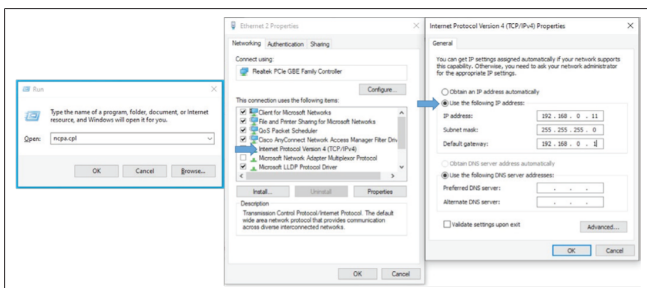 Run
Type the name of a program, folder, document, or Internet
resource, and Windows will open it for you.
Open: ncpa.cpl
OK Cancel Browse...
Ethernet 2 Properties
Networking Authentication Sharing
Connect using:
Realtek PCIe GBE Family Controller
Configure...
This connection uses the following items:
Client for Microsoft Networks
File and Printer Sharing for Microsoft Networks
QoS Packet Scheduler
Cisco AnyConnect Network Access Manager Filter Driv
Internet Protocol Version 4 (TCP/IPv4)
Microsoft Network Adapter Multiplexor Protocol
Microsoft LLDP Protocol Driver
Install... Uninstall Properties
Description
Transmission Control Protocol/Internet Protocol. The default
wide area network protocol that provides communication
across diverse interconnected networks.
OK Cancel
Internet Protocol Version 4 (TCP/IPv4) Properties
General
You can get IP settings assigned automatically if your network supports
this capability. Otherwise, you need to ask your network administrator
for the appropriate IP settings.
Obtain an IP address automatically
Use the following IP address:
IP address: 192 . 168 . 0 . 11
Subnet mask: 255 . 255 . 255 . 0
Default gateway: 192 . 168 . 0 . 1
Obtain DNS server address automatically
Use the following DNS server addresses:
Preferred DNS server: . . .
Alternate DNS server: . . .
Validate settings upon exit
Advanced...
OK Cancel